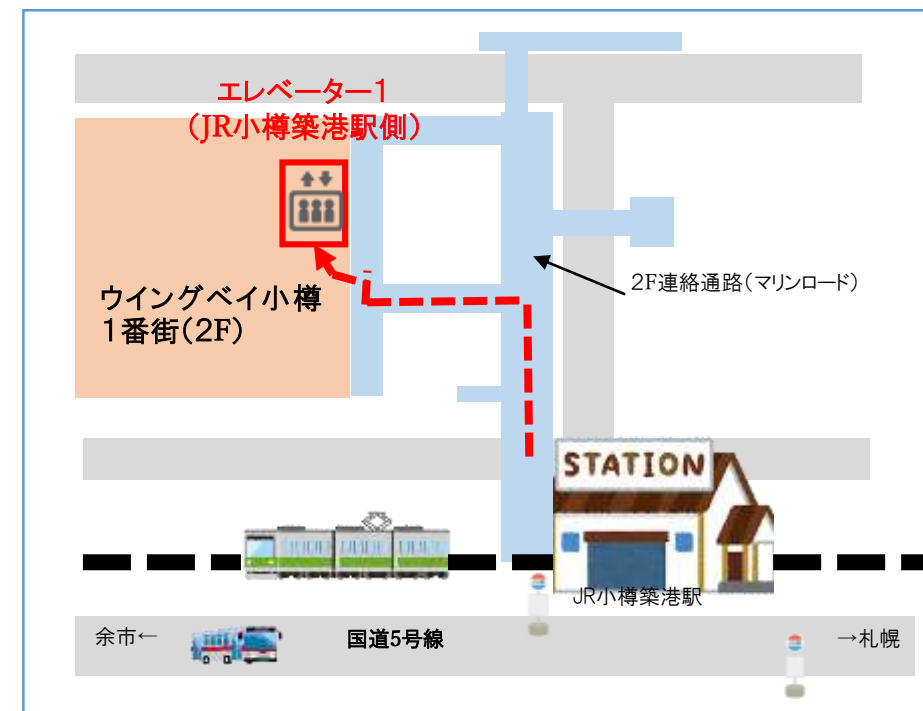 エレベーター1
(JR小樽築港駅側)
2F連絡通路(マリンロード)
ウイングベイ小樽
1番街(2F)
STATION
JR小樽築港駅
余市←
国道5号線
→札幌